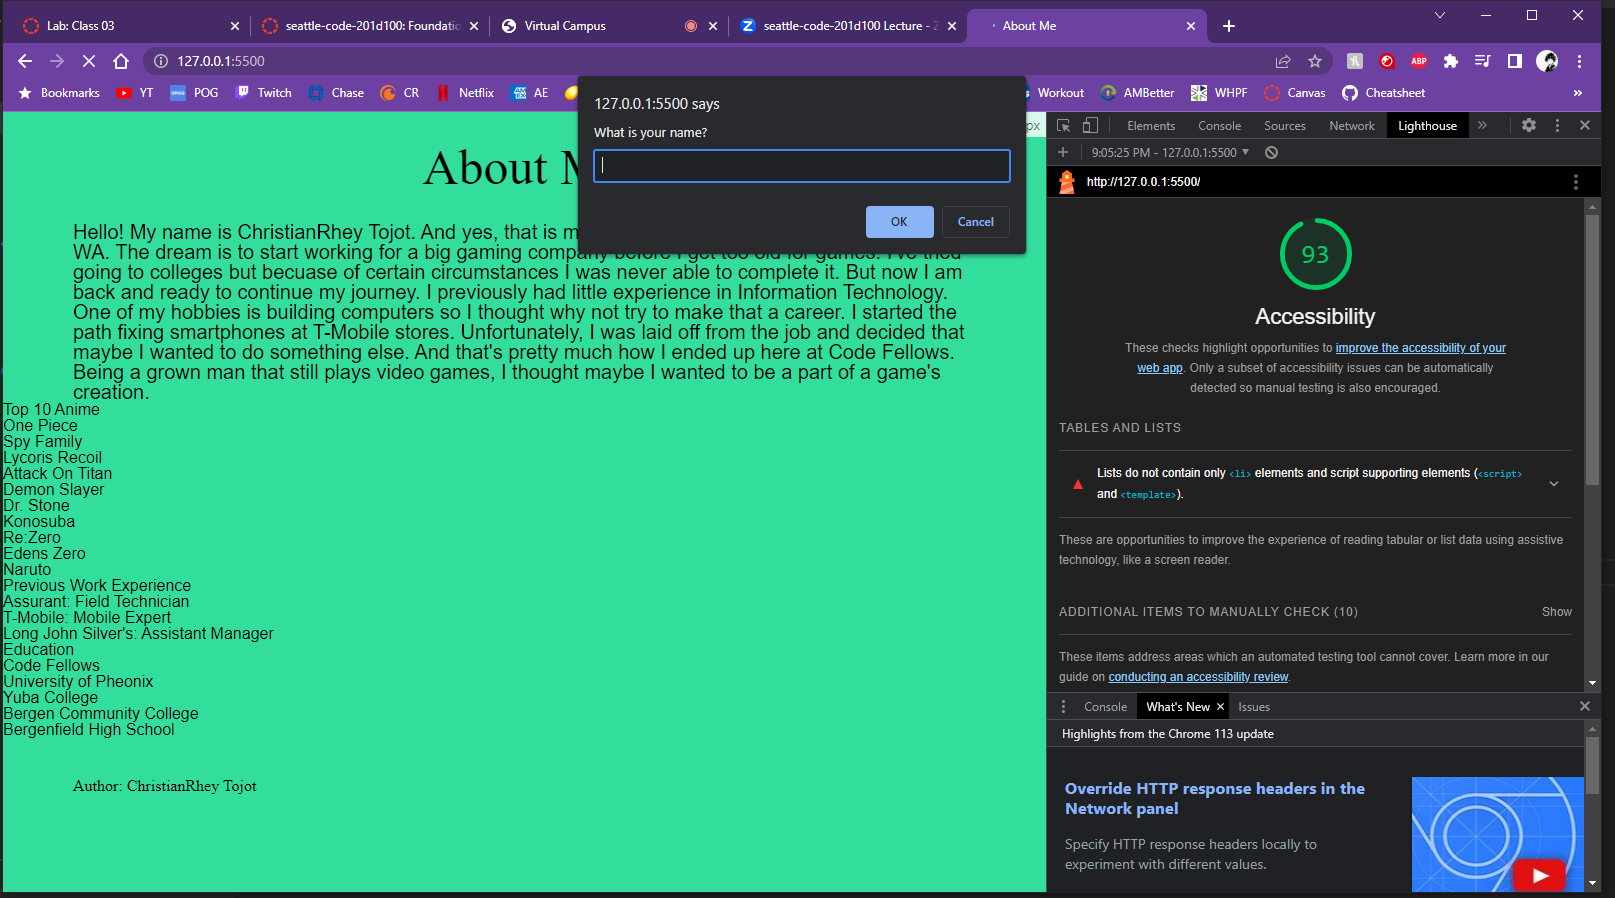 Lab: Class 03
seattle-code-201d100: Foundatio
Virtual Campus
seattle-code-201d100 Lecture - Z
About Me
127.0.0.1:5500
ABP
Bookmarks
YT
POG
Twitch
Chase
CR
Netflix
AE
Workout
AMBetter
WHPF
Canvas
Cheatsheet
»
127.0.0.1:5500 says
What is your name?
OK
Cancel
px
About M
Hello! My name is ChristianRhey Tojot. And yes, that is m
WA. The dream is to start working for a big gaming company before I get too old for games. I've tried
going to colleges but becuase of certain circumstances I was never able to complete it. But now I am
back and ready to continue my journey. I previously had little experience in Information Technology.
One of my hobbies is building computers so I thought why not try to make that a career. I started the
path fixing smartphones at T-Mobile stores. Unfortunately, I was laid off from the job and decided that
maybe I wanted to do something else. And that's pretty much how I ended up here at Code Fellows.
Being a grown man that still plays video games, I thought maybe I wanted to be a part of a game's
creation.
Top 10 Anime
One Piece
Spy Family
Lycoris Recoil
Attack On Titan
Demon Slayer
Dr. Stone
Konosuba
Re:Zero
Edens Zero
Naruto
Previous Work Experience
Assurant: Field Technician
T-Mobile: Mobile Expert
Long John Silver's: Assistant Manager
Education
Code Fellows
University of Pheonix
Yuba College
Bergen Community College
Bergenfield High School
Author: ChristianRhey Tojot
Elements
Console
Sources
Network
Lighthouse
»
9:05:25 PM - 127.0.0.1:5500
http://127.0.0.1:5500/
93
Accessibility
These checks highlight opportunities to improve the accessibility of your
web app. Only a subset of accessibility issues can be automatically
detected so manual testing is also encouraged.
TABLES AND LISTS
Lists do not contain only <li> elements and script supporting elements (<script>
and <template>).
These are opportunities to improve the experience of reading tabular or list data using assistive
technology, like a screen reader.
ADDITIONAL ITEMS TO MANUALLY CHECK (10)
Show
These items address areas which an automated testing tool cannot cover. Learn more in our
guide on conducting an accessibility review.
Console
What's New
Issues
Highlights from the Chrome 113 update
Override HTTP response headers in the
Network panel
Specify HTTP response headers locally to
experiment with different values.